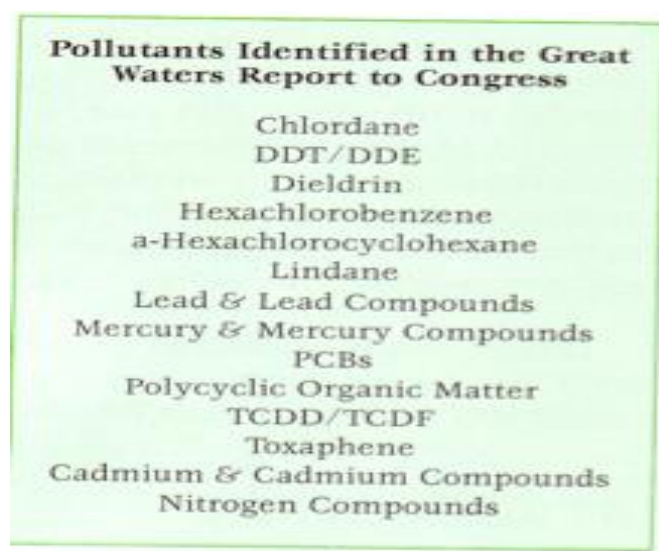 Pollutants Identified in the Great
Waters Report to Congress
Chlordane
DDT/DDE
Dieldrin
Hexachlorobenzene
a-Hexachlorocyclohexane
Lindane
Lead & Lead Compounds
Mercury & Mercury Compounds
PCBs
Polycyclic Organic Matter
TCDD/TCDF
Toxaphene
Cadmium & Cadmium Compounds
Nitrogen Compounds